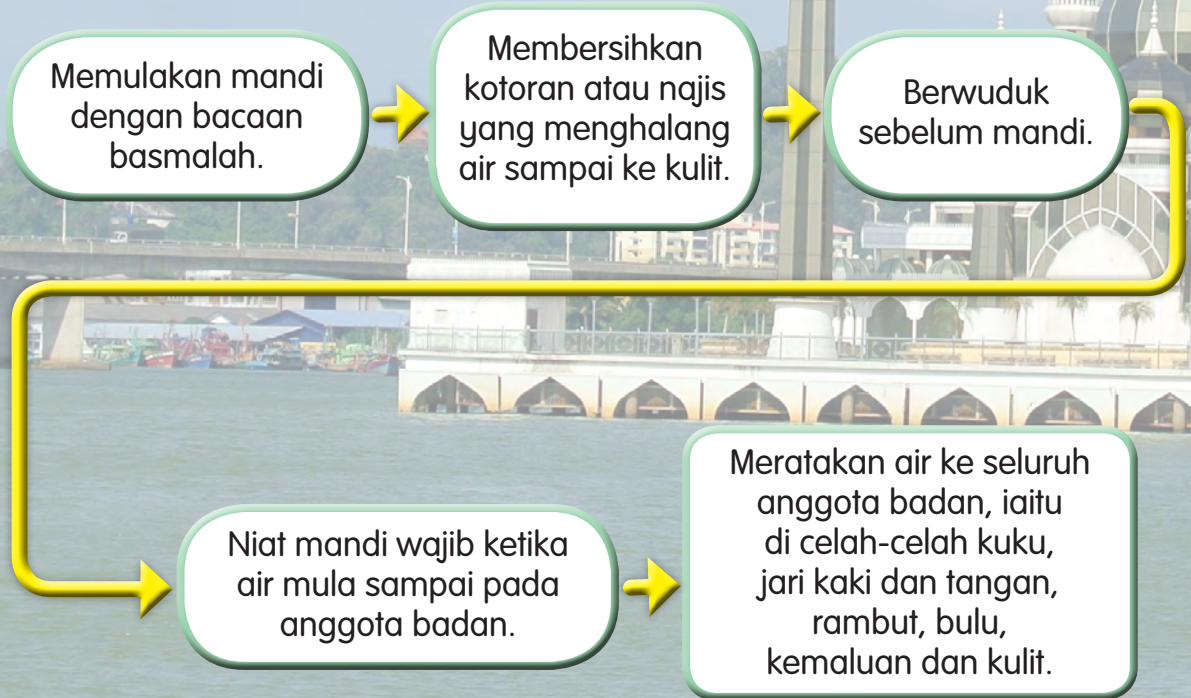 Memulakan mandi
dengan bacaan
basmalah.
Membersihkan
kotoran atau najis
yang menghalang
air sampai ke kulit.
Berwuduk
sebelum mandi.
Niat mandi wajib ketika
air mula sampai pada
anggota badan.
Meratakan air ke seluruh
anggota badan, iaitu
di celah-celah kuku,
jari kaki dan tangan,
rambut, bulu,
kemaluan dan kulit.